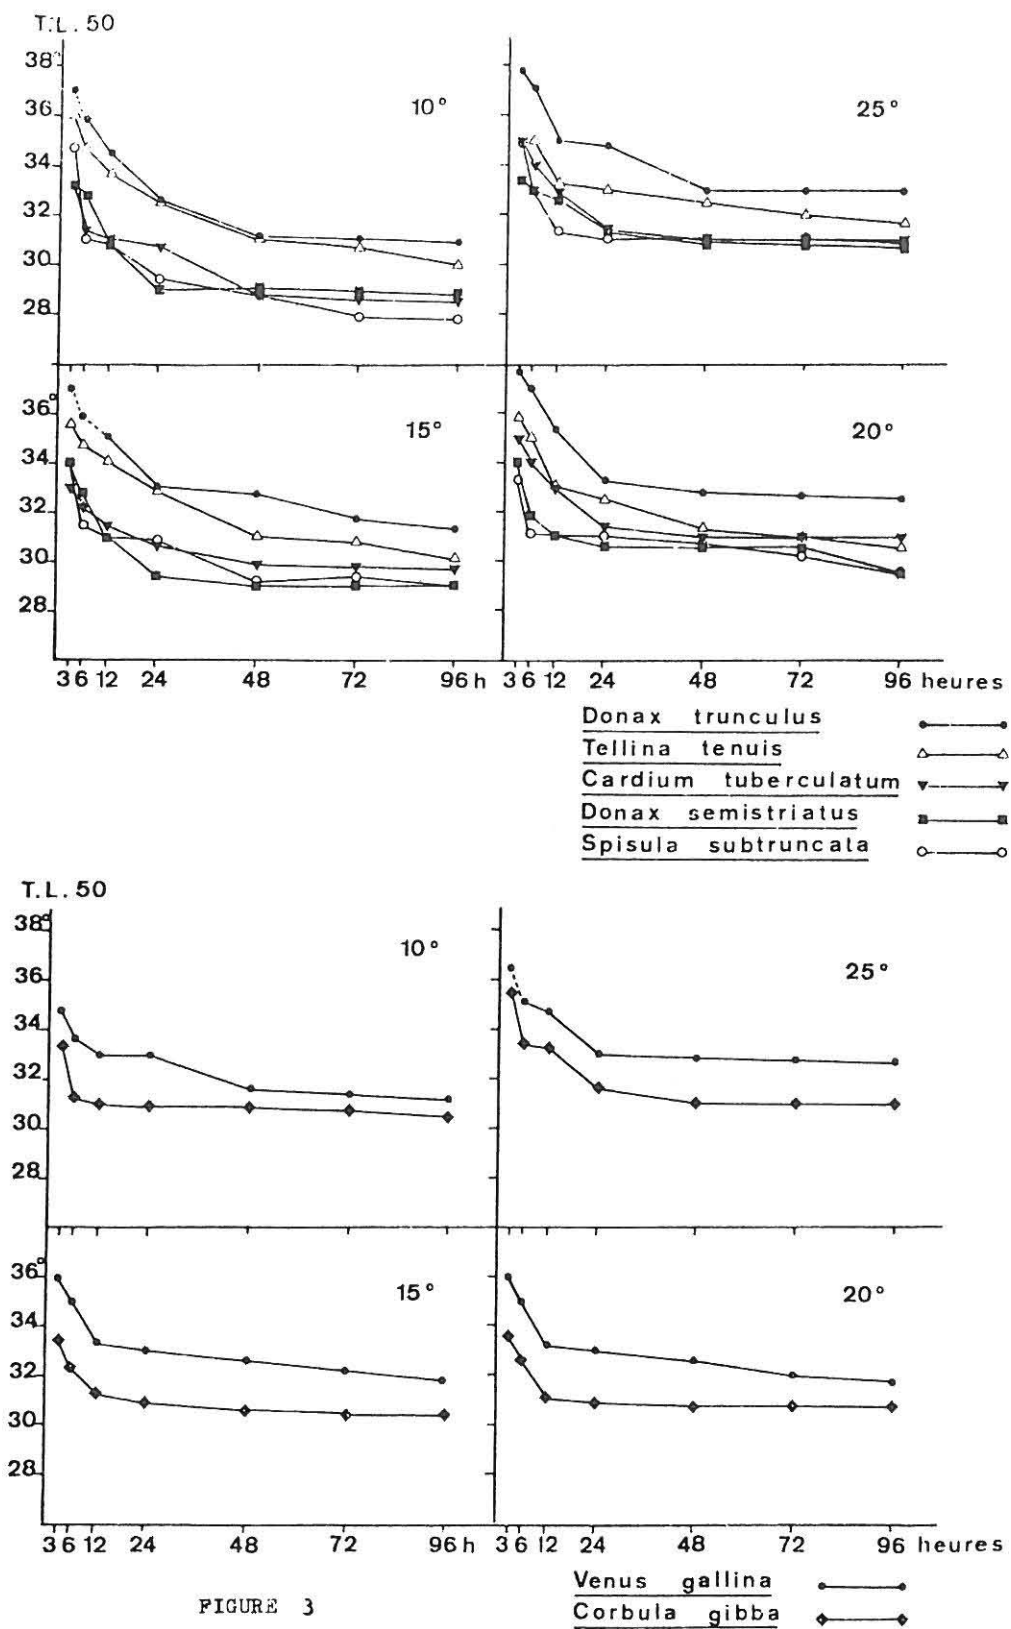 T.L.50
38°
36
34
32
30
28
10°
25°
36°
34
32
30
28
15°
20°
3 6 12 24 48 72 96 h
3 6 12 24 48 72 96 heures
Donax trunculus
Tellina tenuis
Cardium tuberculatum
Donax semistriatus
Spisula subtruncata
T.L.50
38°
36
34
32
30
28
10°
25°
36°
34
32
30
28
15°
20°
3 6 12 24 48 72 96 h
3 6 12 24 48 72 96 heures
Venus gallina
Corbula gibba
FIGURE 3